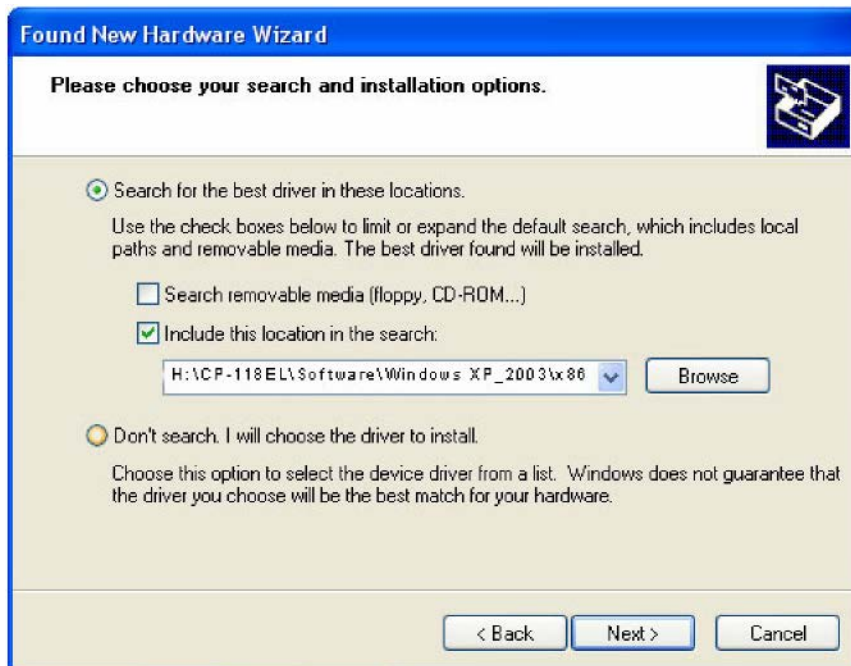 Found New Hardware Wizard
Please choose your search and installation options.
Search for the best driver in these locations.
Use the check boxes below to limit or expand the default search, which includes local
paths and removable media. The best driver found will be installed.
Search removable media (floppy, CD-ROM...)
Include this location in the search:
H:\CP-118EL\Software\Windows XP_2003\x86
Browse
Don't search. I will choose the driver to install.
Choose this option to select the device driver from a list. Windows does not guarantee that
the driver you choose will be the best match for your hardware.
< Back Next > Cancel